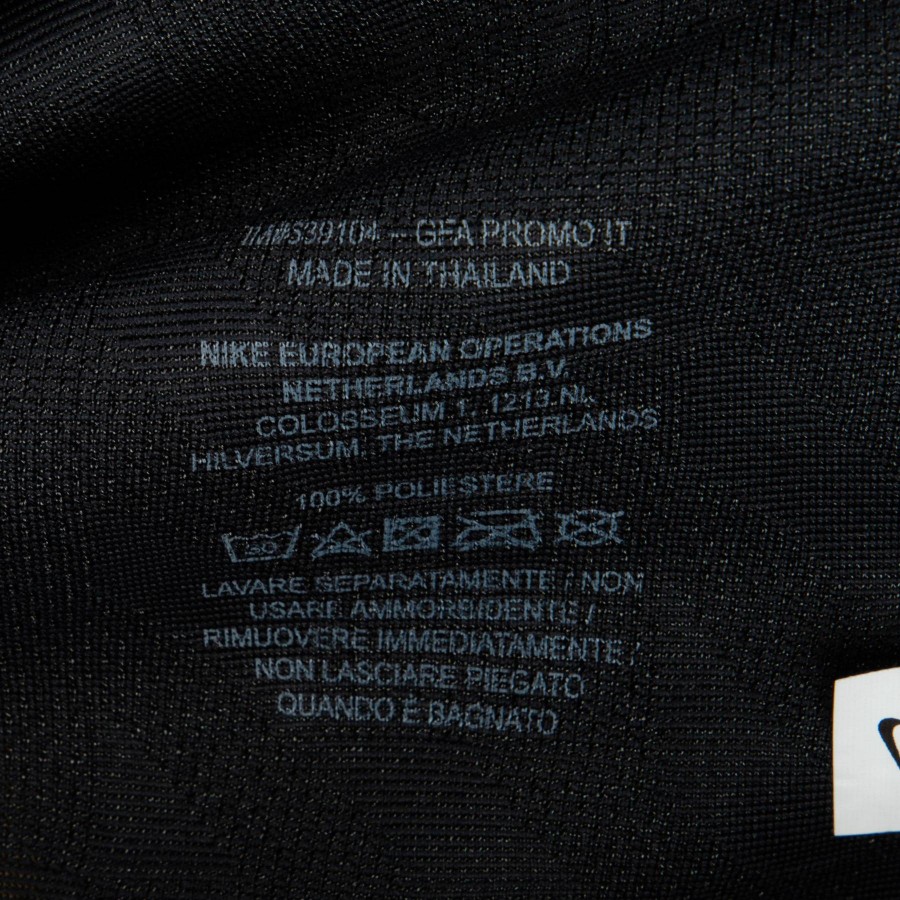 – GFA PROMO IT
MADE IN THAILAND
NIKE EUROPEAN OPERATIONS
NETHERLANDS B.V.
COLOSSEUM 1, 1213 NL
HILVERSUM, THE NETHERLANDS
100% POLIESTERE
30°
LAVARE SEPARATAMENTE / NON
USARE AMMORBIDENTE /
RIMUOVERE IMMEDIATAMENTE /
NON LASCIARE PIEGATO
QUANDO È BAGNATO